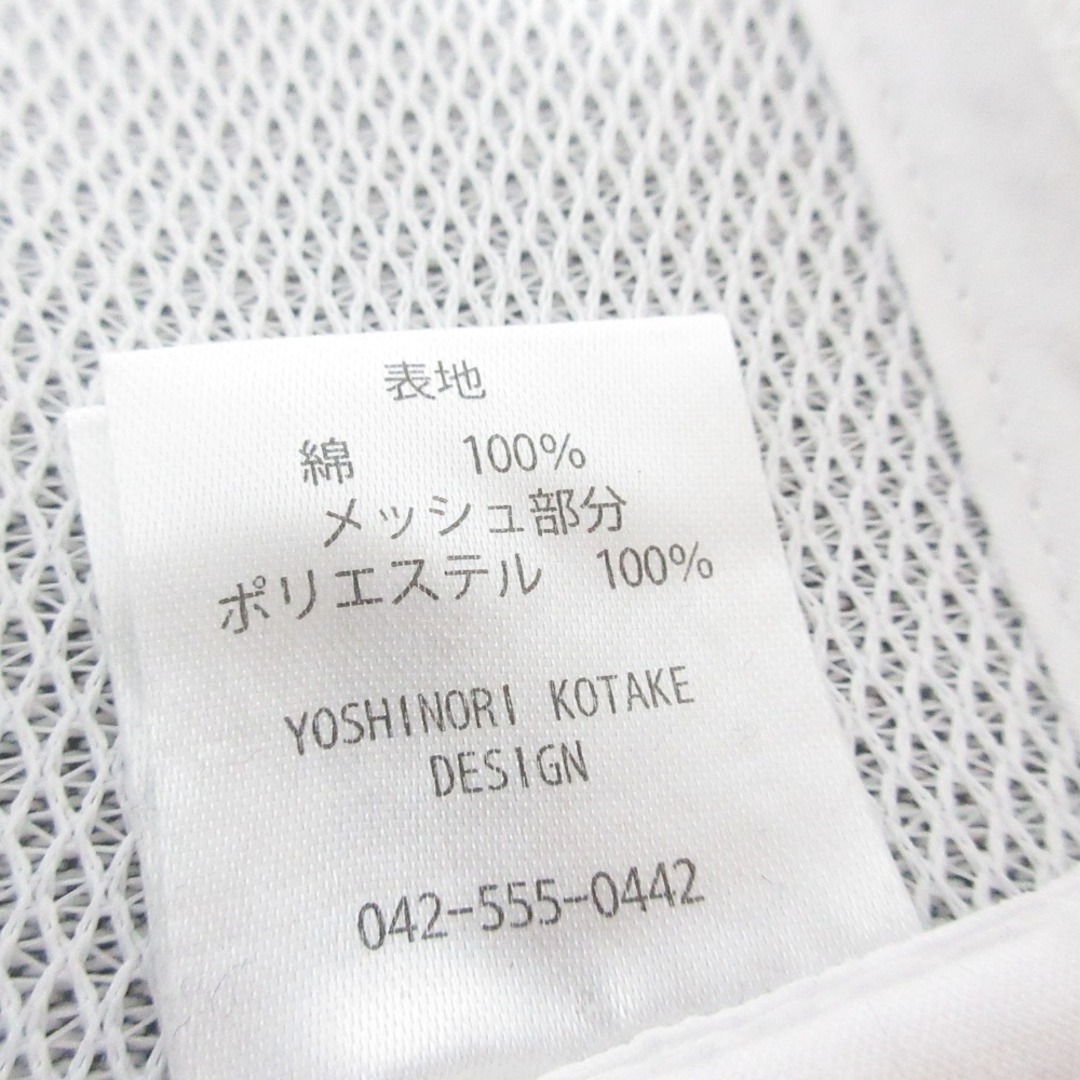 表地
綿 100%
メッシュ部分
ポリエステル 100%
YOSHINORI KOTAKE
DESIGN
042-555-0442